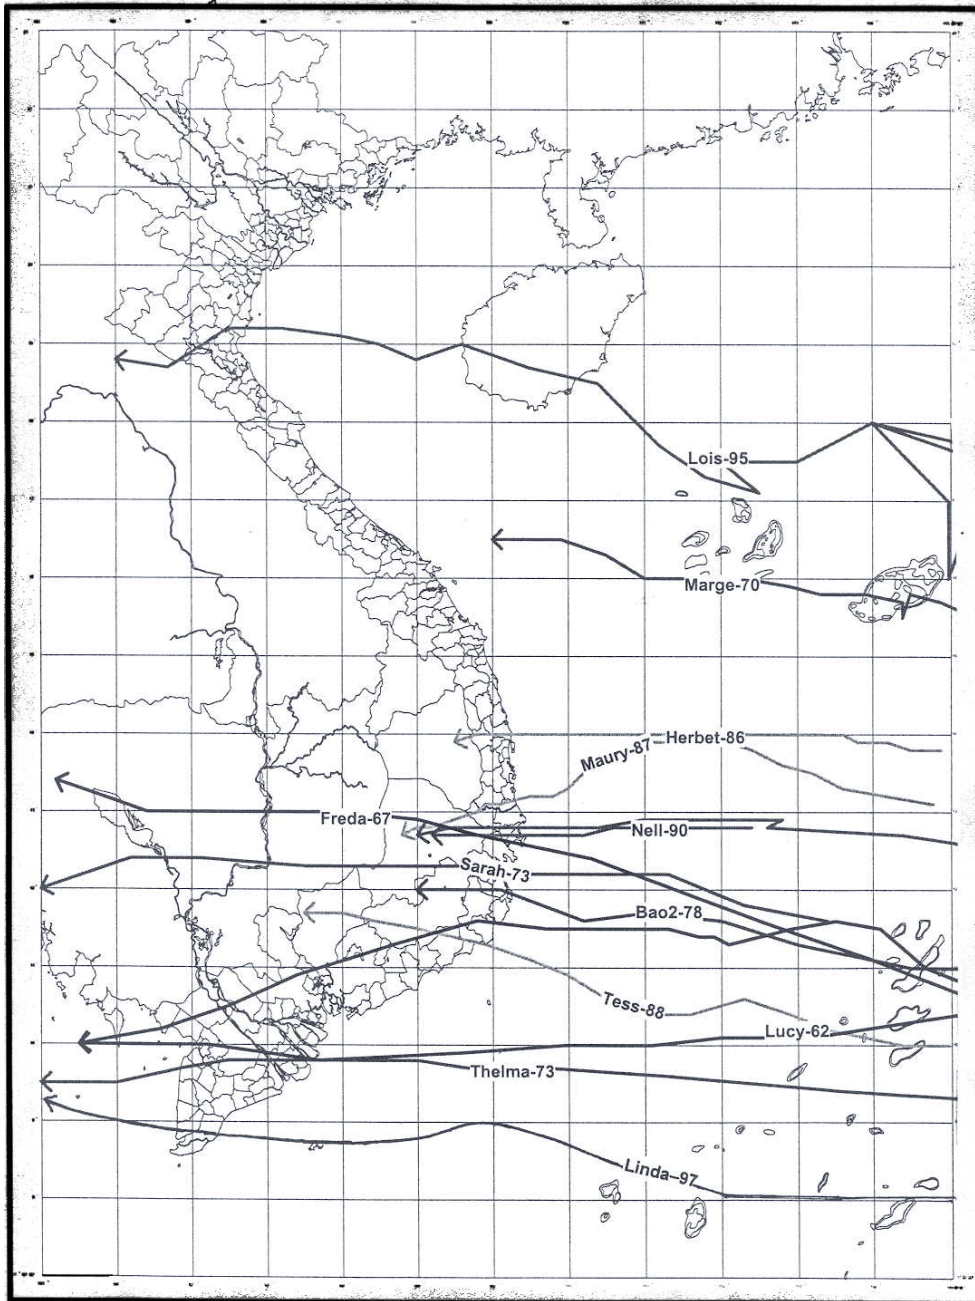 Lois-95
Marge-70
Herbet-86
Maury-87
Freda-67
Nell-90
Sarah-73
Bao2-78
Tess-88
Lucy-62
Thelma-73
Linda-97